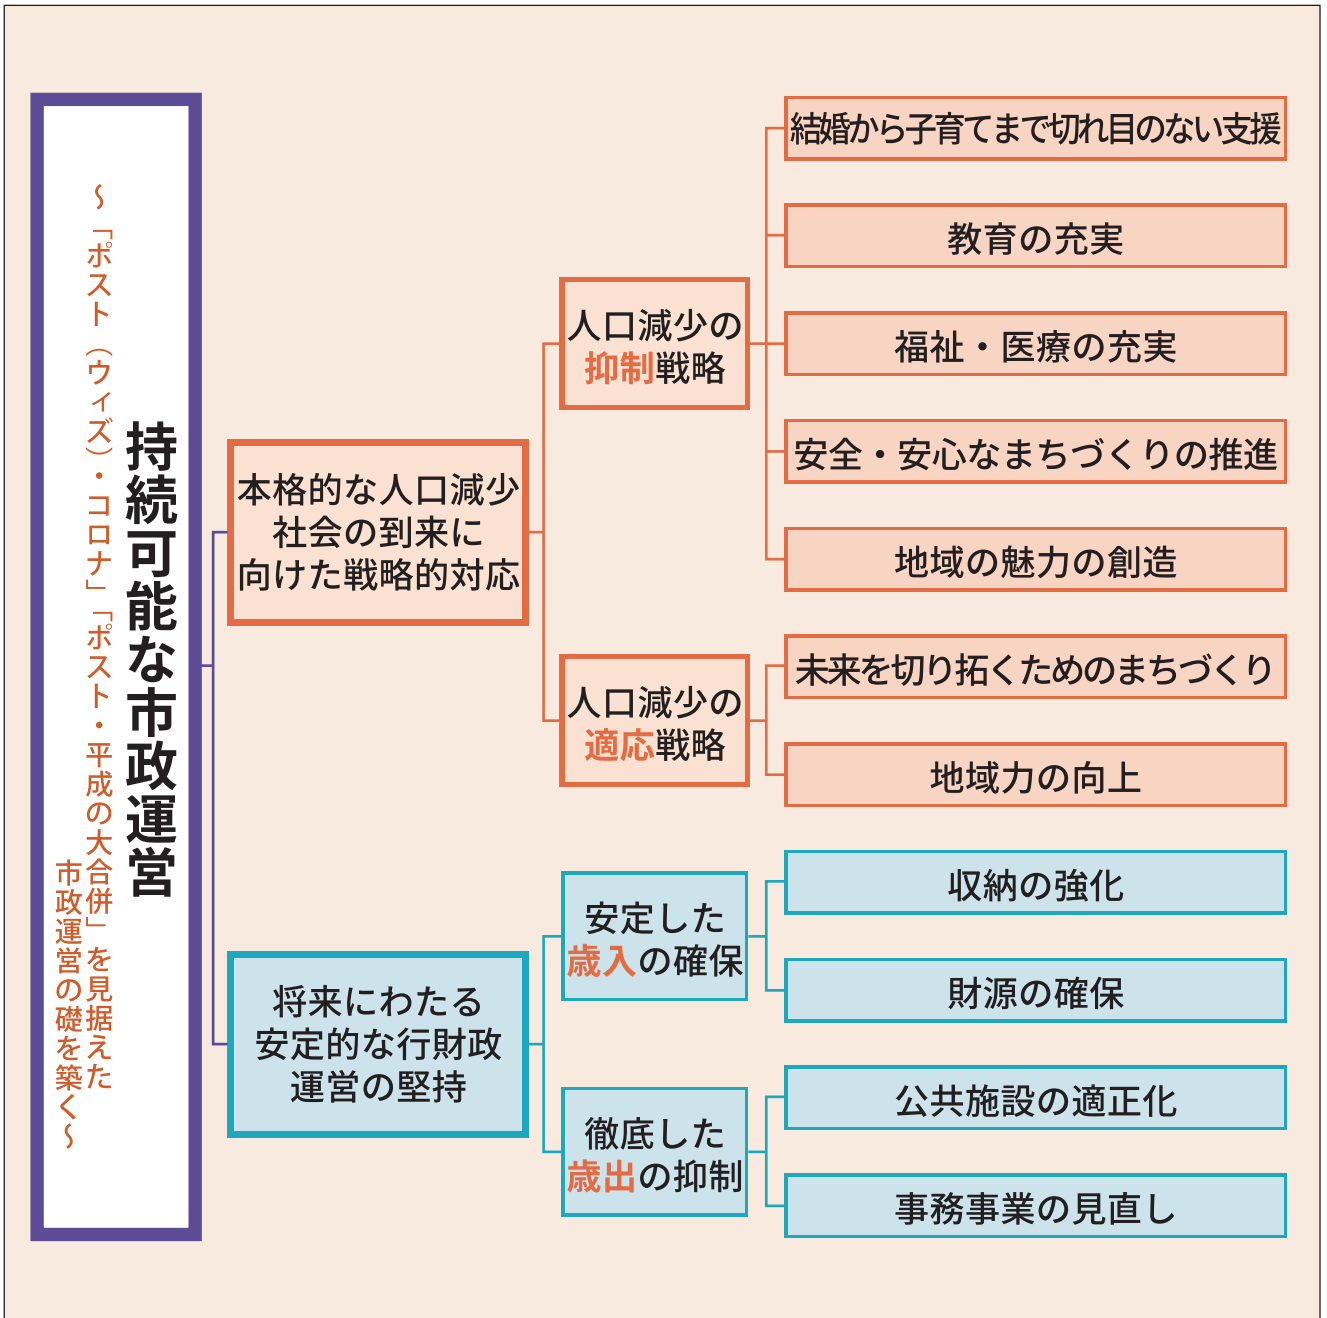 持続可能な市政運営
～「ポスト（ウィズ）・コロナ」「ポスト・平成の大合併」を見据えた
市政運営の礎を築く～
本格的な人口減少
社会の到来に
向けた戦略的対応
人口減少の
抑制戦略
結婚から子育てまで切れ目のない支援
教育の充実
福祉・医療の充実
安全・安心なまちづくりの推進
地域の魅力の創造
人口減少の
適応戦略
未来を切り拓くためのまちづくり
地域力の向上
将来にわたる
安定的な行財政
運営の堅持
安定した
歳入の確保
収納の強化
財源の確保
徹底した
歳出の抑制
公共施設の適正化
事務事業の見直し